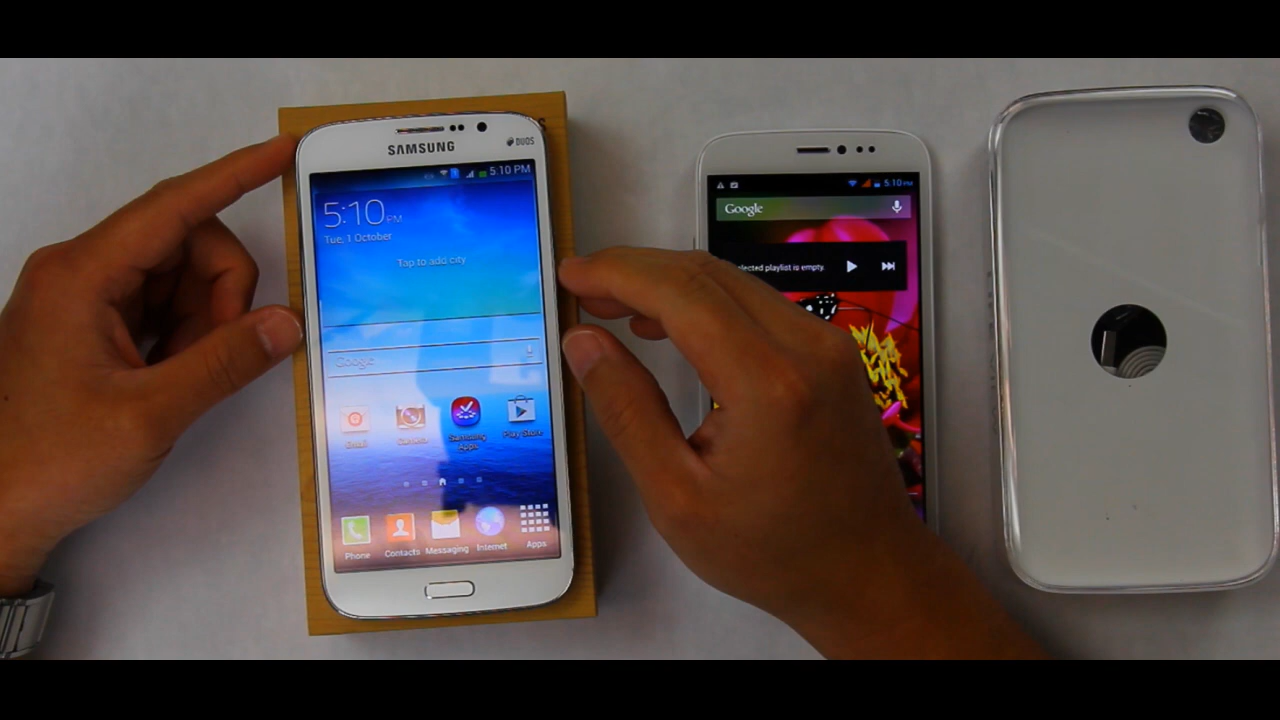 SAMSUNG
DUOS
5:10 PM
5:10 PM
Tue, 1 October
Tap to add city
Google
Email
Camera
Samsung
Apps
Play Store
Phone
Contacts
Messaging
Internet
Apps
5:10 PM
Google
elected playlist is empty.